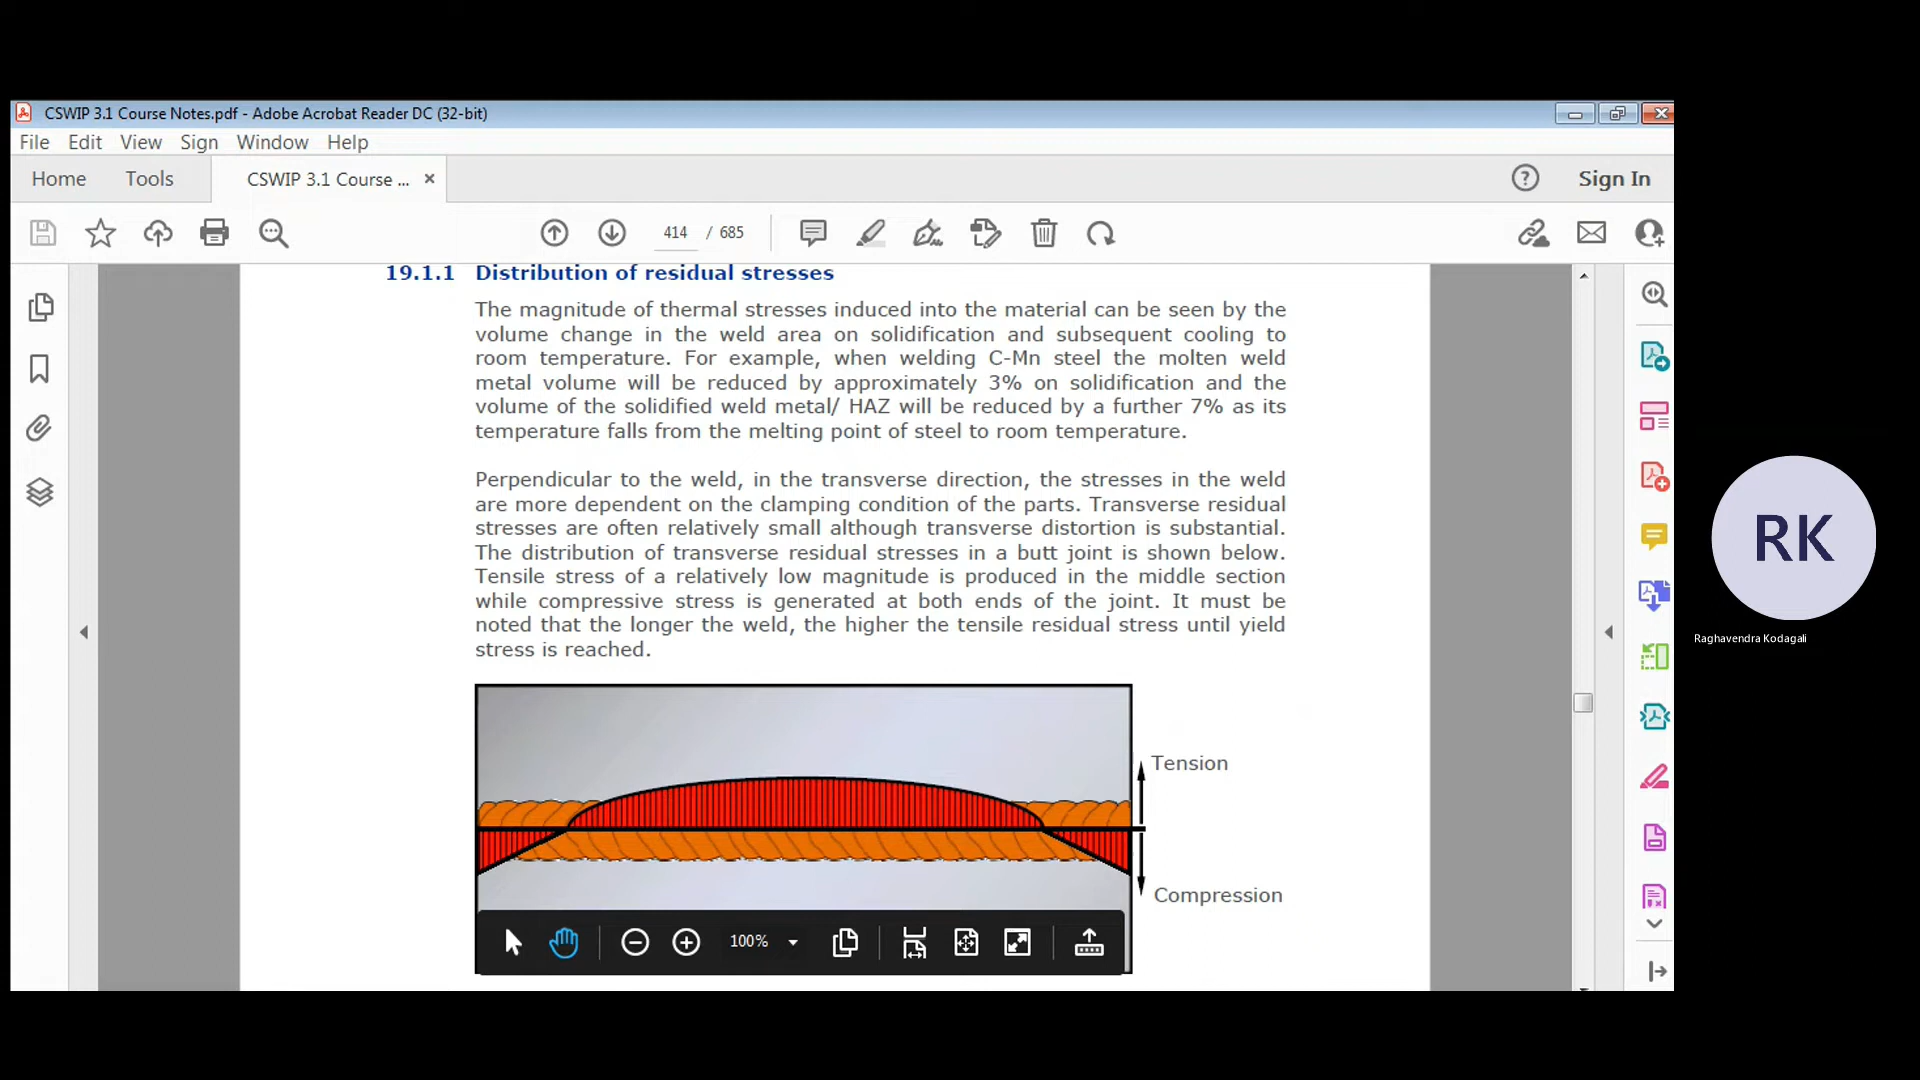 CSWIP 3.1 Course Notes.pdf - Adobe Acrobat Reader DC (32-bit)
File Edit View Sign Window Help
Home Tools CSWIP 3.1 Course ... × Sign In
414 / 685
19.1.1 Distribution of residual stresses
The magnitude of thermal stresses induced into the material can be seen by the
volume change in the weld area on solidification and subsequent cooling to
room temperature. For example, when welding C-Mn steel the molten weld
metal volume will be reduced by approximately 3% on solidification and the
volume of the solidified weld metal/ HAZ will be reduced by a further 7% as its
temperature falls from the melting point of steel to room temperature.
Perpendicular to the weld, in the transverse direction, the stresses in the weld
are more dependent on the clamping condition of the parts. Transverse residual
stresses are often relatively small although transverse distortion is substantial.
The distribution of transverse residual stresses in a butt joint is shown below.
Tensile stress of a relatively low magnitude is produced in the middle section
while compressive stress is generated at both ends of the joint. It must be
noted that the longer the weld, the higher the tensile residual stress until yield
stress is reached.
Tension
Compression
100%
RK
Raghavendra Kodagali